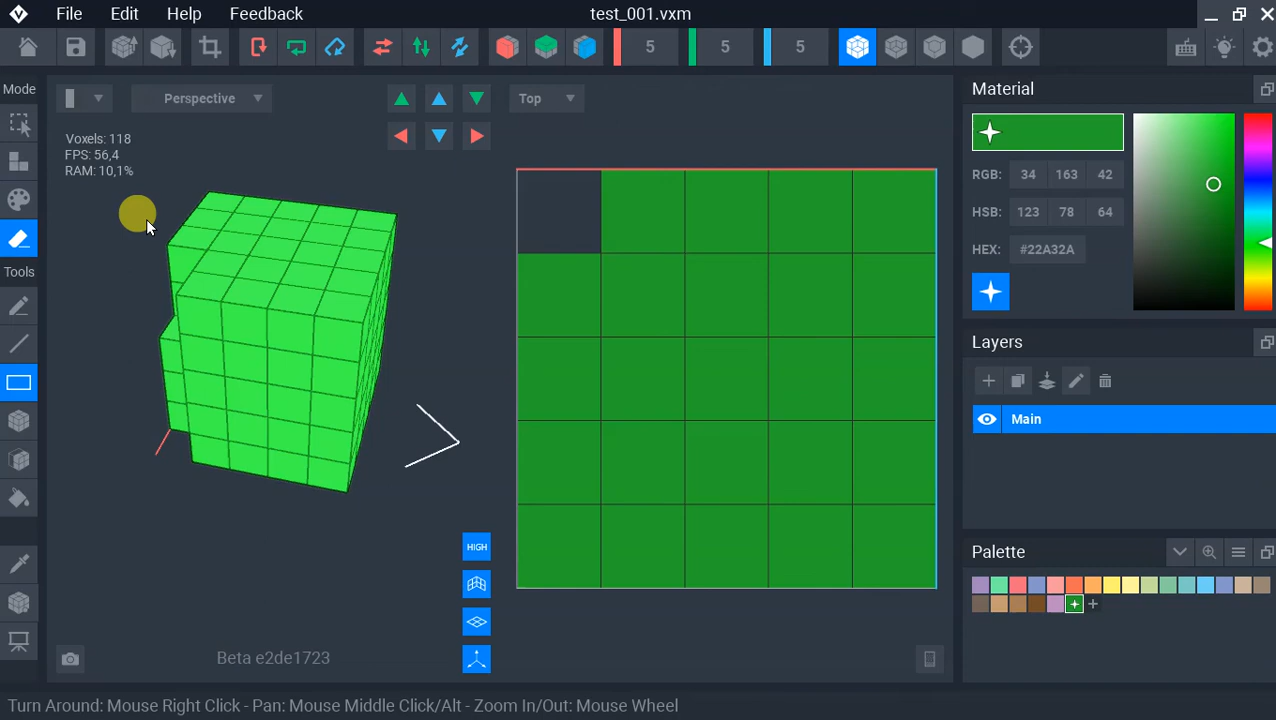 File Edit Help Feedback test_001.vxm
5 5 5
Mode
Perspective
Top
Material
Voxels: 118
FPS: 56,4
RAM: 10,1%
RGB: 34 163 42
HSB: 123 78 64
HEX: #22A32A
Tools
Layers
Main
HIGH
Palette
Beta e2de1723
Turn Around: Mouse Right Click - Pan: Mouse Middle Click/Alt - Zoom In/Out: Mouse Wheel